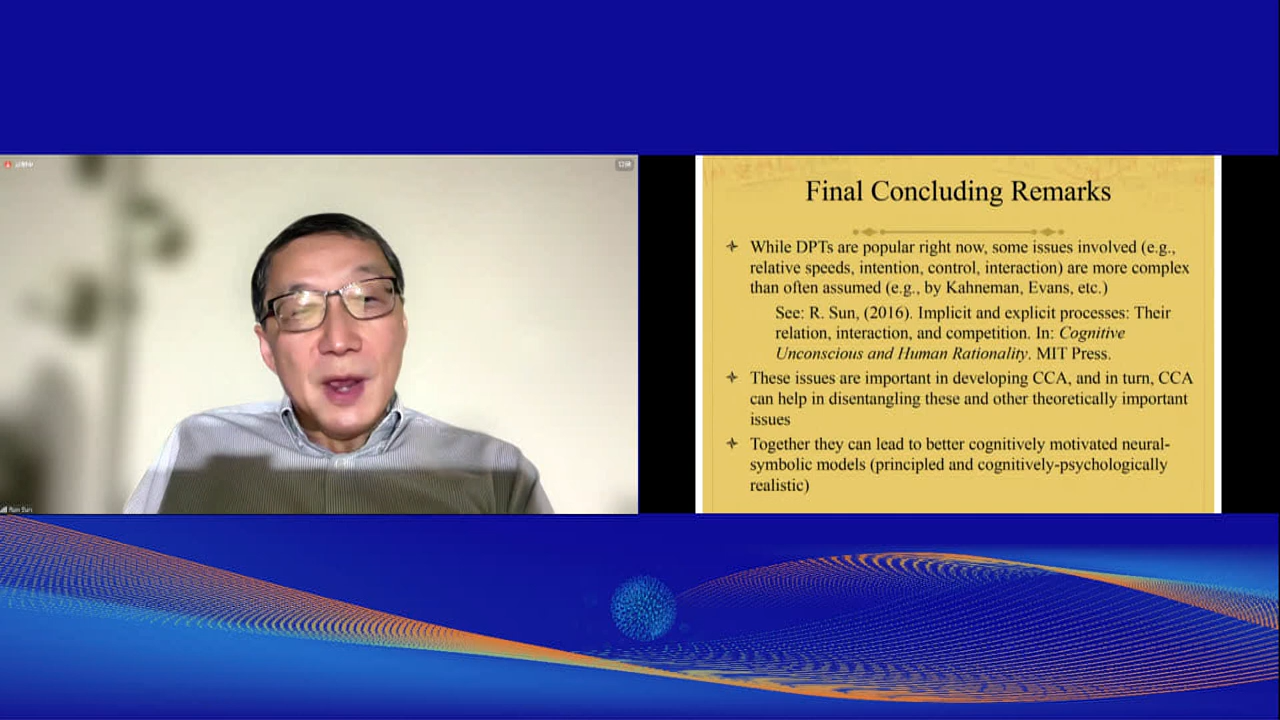 Final Concluding Remarks
While DPTs are popular right now, some issues involved (e.g.,
relative speeds, intention, control, interaction) are more complex
than often assumed (e.g., by Kahneman, Evans, etc.)
See: R. Sun, (2016). Implicit and explicit processes: Their
relation, interaction, and competition. In: Cognitive
Unconscious and Human Rationality. MIT Press.
These issues are important in developing CCA, and in turn, CCA
can help in disentangling these and other theoretically important
issues
Together they can lead to better cognitively motivated neural-
symbolic models (principled and cognitively-psychologically
realistic)
Ron Sun